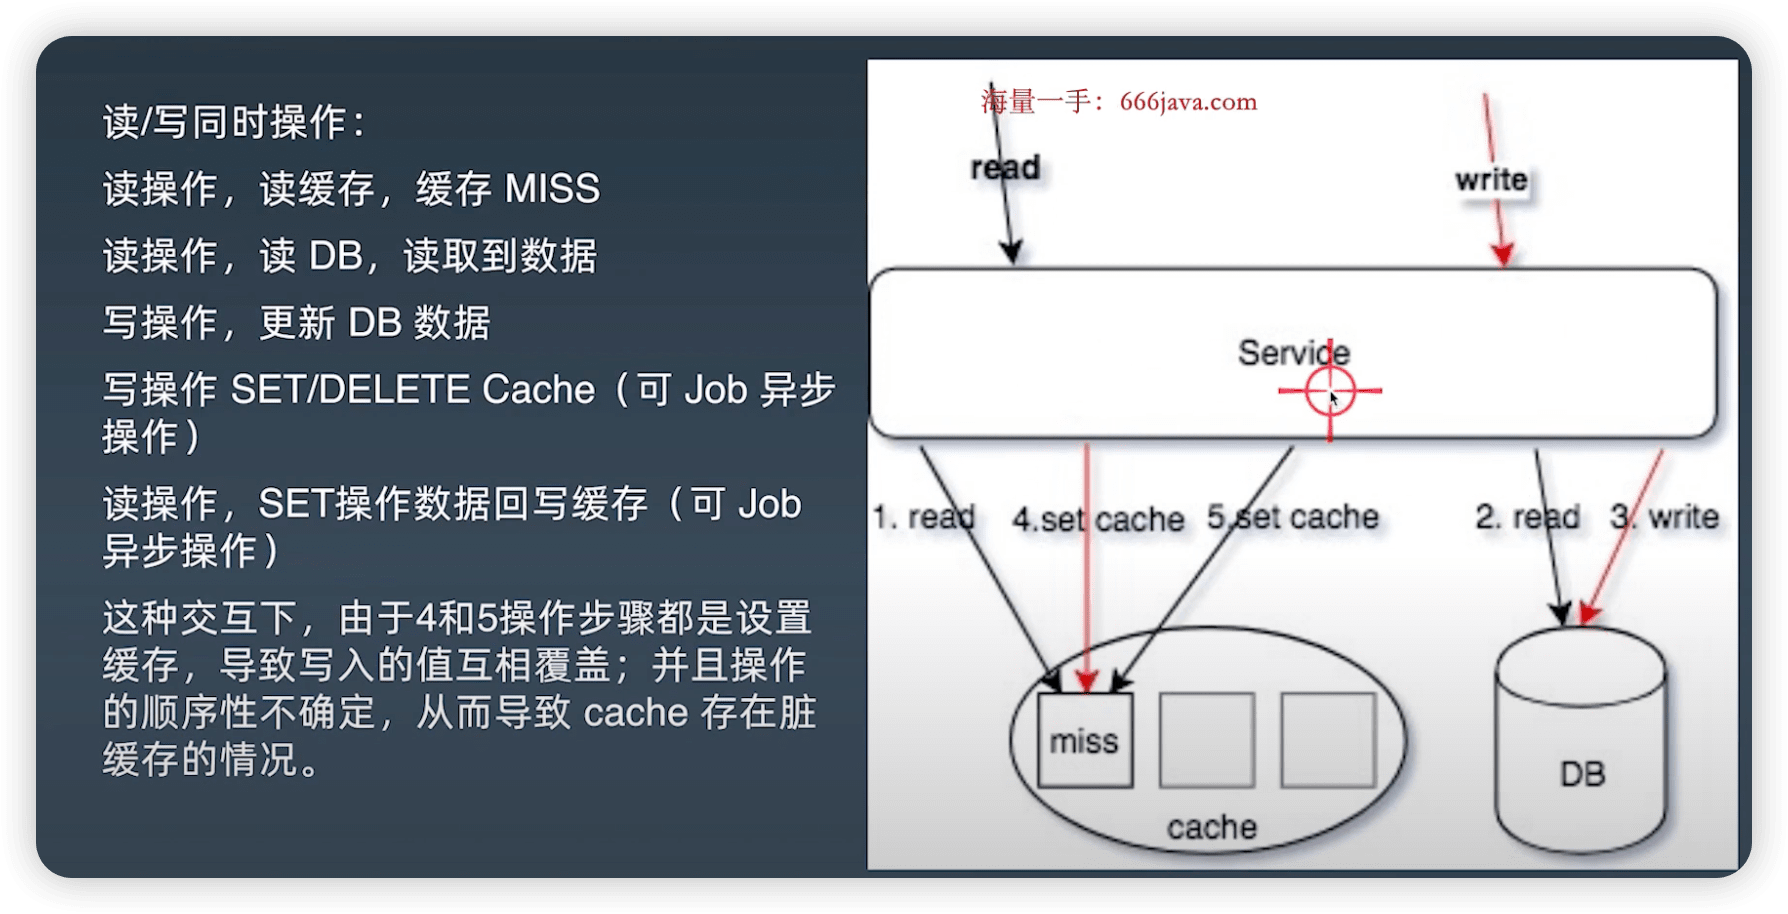 读/写同时操作：
读操作，读缓存，缓存 MISS
读操作，读 DB，读取到数据
写操作，更新 DB 数据
写操作 SET/DELETE Cache（可 Job 异步
操作）
读操作，SET操作数据回写缓存（可 Job
异步操作）
这种交互下，由于4和5操作步骤都是设置
缓存，导致写入的值互相覆盖；并且操作
的顺序性不确定，从而导致 cache 存在脏
缓存的情况。
海量一手：666java.com
read
write
Service
1. read
4.set cache
5.set cache
2. read
3. write
miss
cache
DB